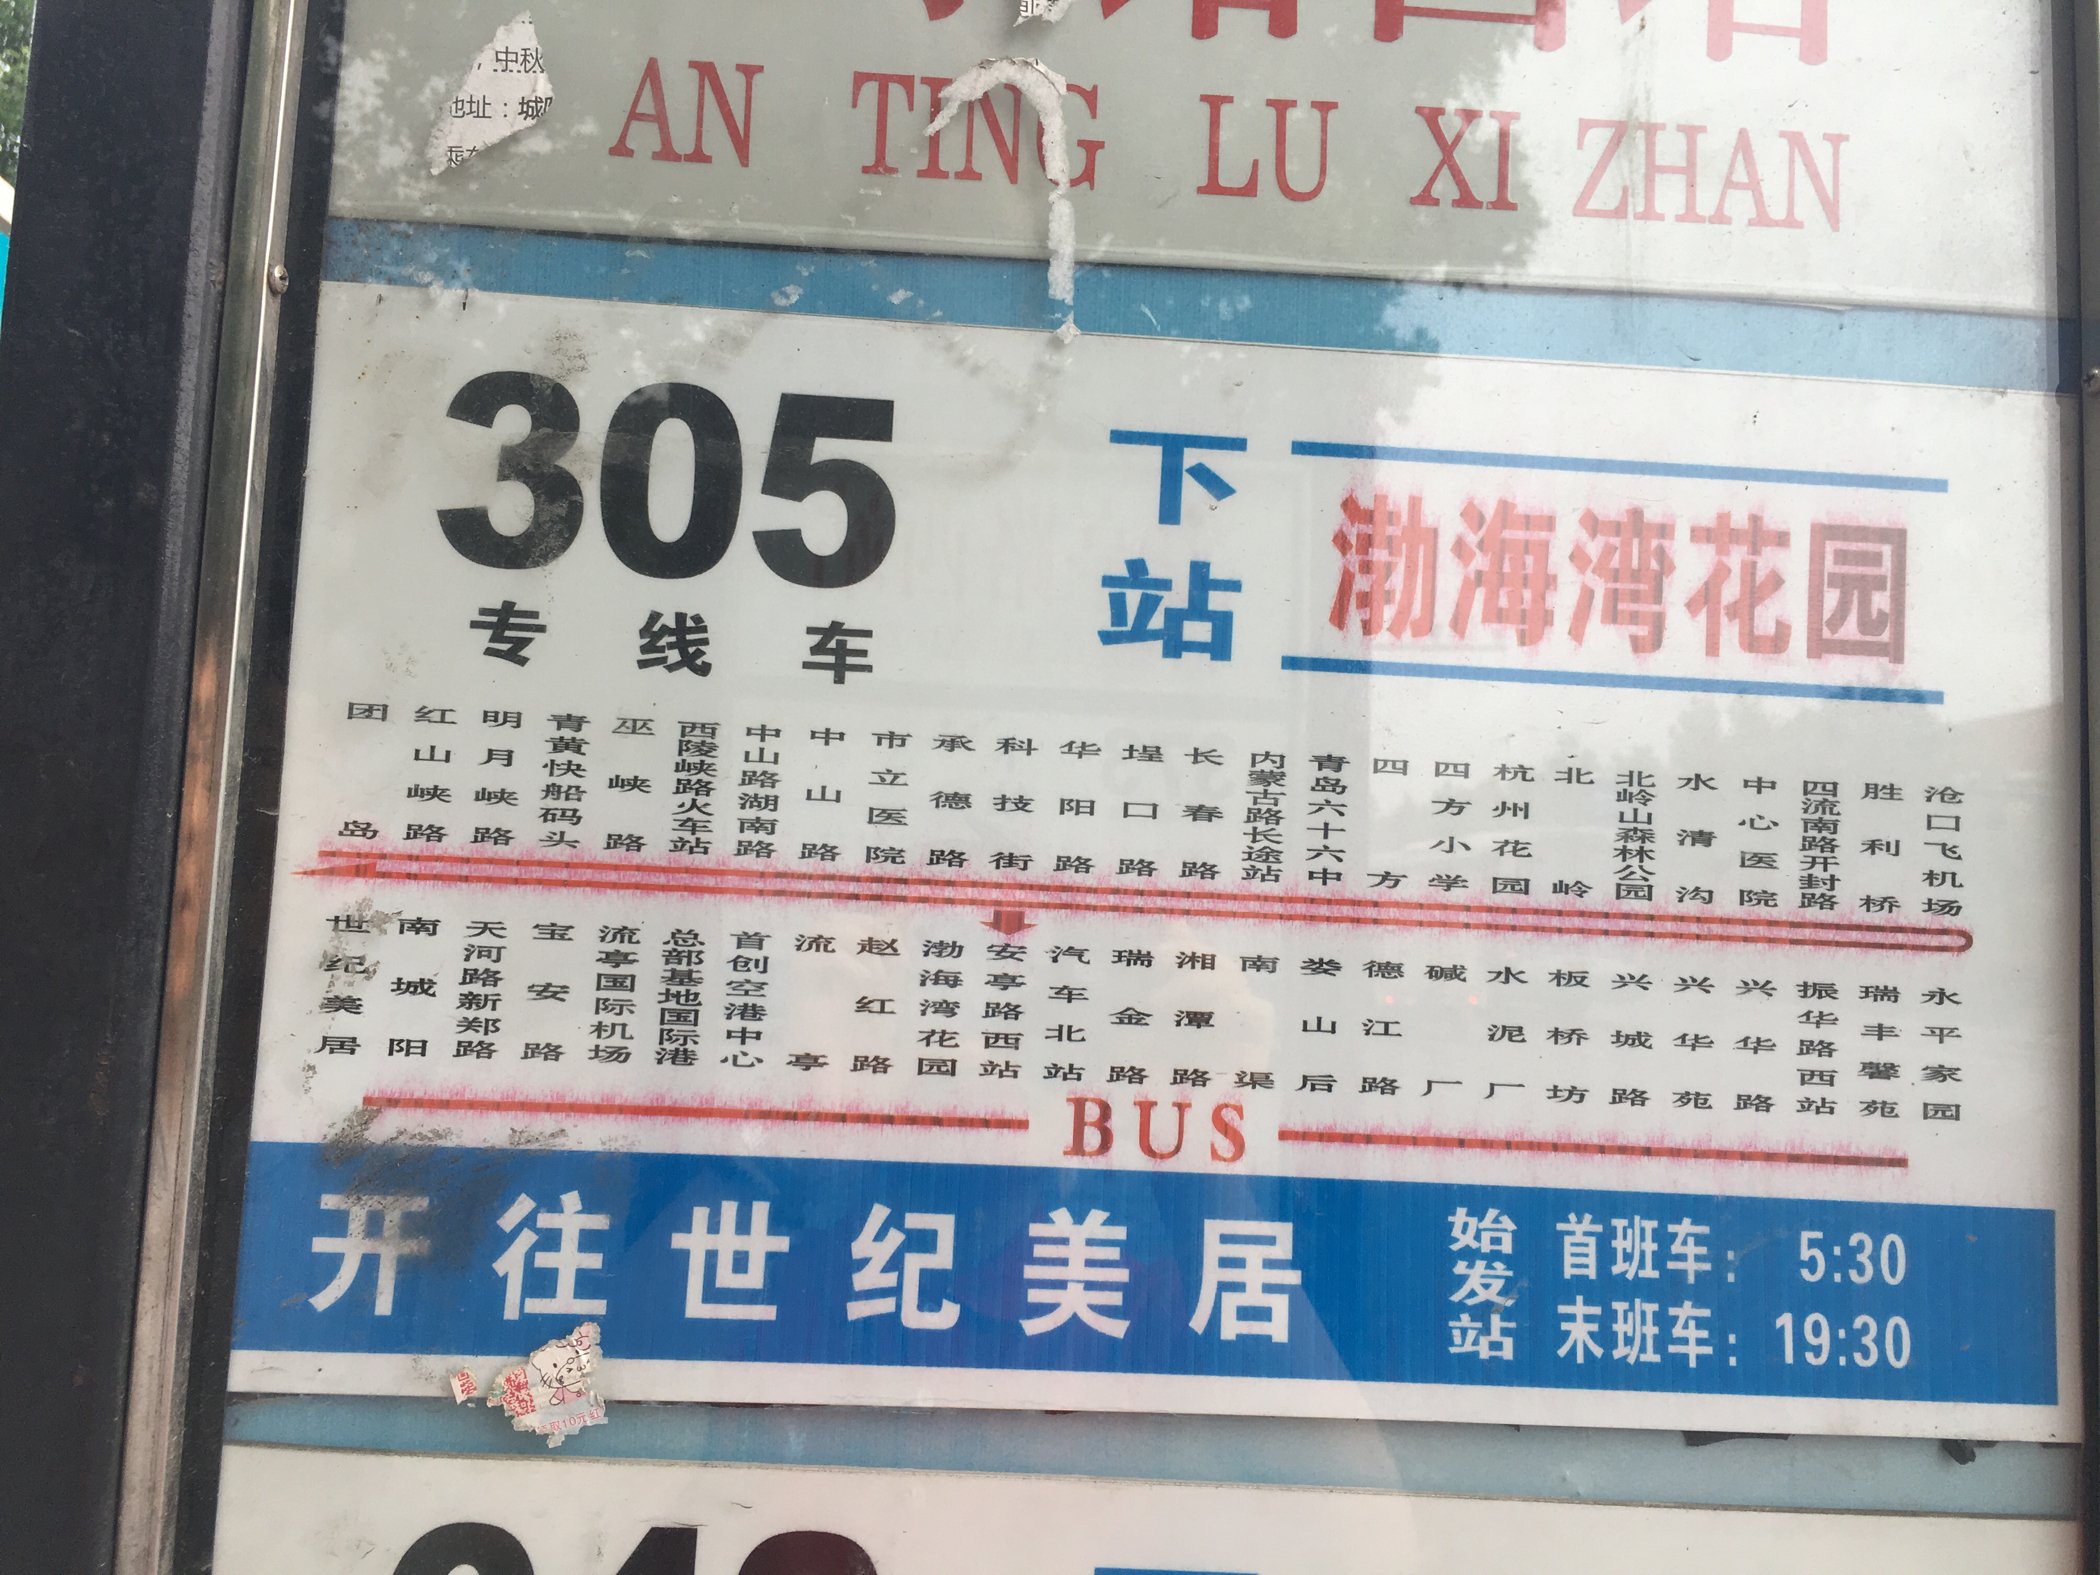 中秋
地址：城
AN TING LU XI ZHAN
305
专线车
下站
渤海湾花园
团岛 红山峡路 明月峡路 青黄快船码头 巫峡路 西陵峡路火车站 中山路湖南路 中山路 市立医院 承德路 科技街 华阳路 埕口路 长春路 内蒙古路长途站 青岛六十六中 四方 四方小学 杭州花园 北岭 北岭山森林公园 水清沟 中心医院 四流南路开封路 胜利桥 沧口飞机场
世纪美居 南城阳 天河路新郑路 宝安路 流亭国际机场 总部基地国际港 首创空港中心 流亭 赵红路 渤海湾花园 安亭路西站 汽车北站 瑞金路 湘潭路 南渠 娄山后 德江路 碱厂 水泥厂 板桥坊 兴城路 兴华苑 兴华路 振华路西站 瑞丰馨苑 永平家园
BUS
开往世纪美居
始发站
首班车： 5:30
末班车： 19:30
取10元红